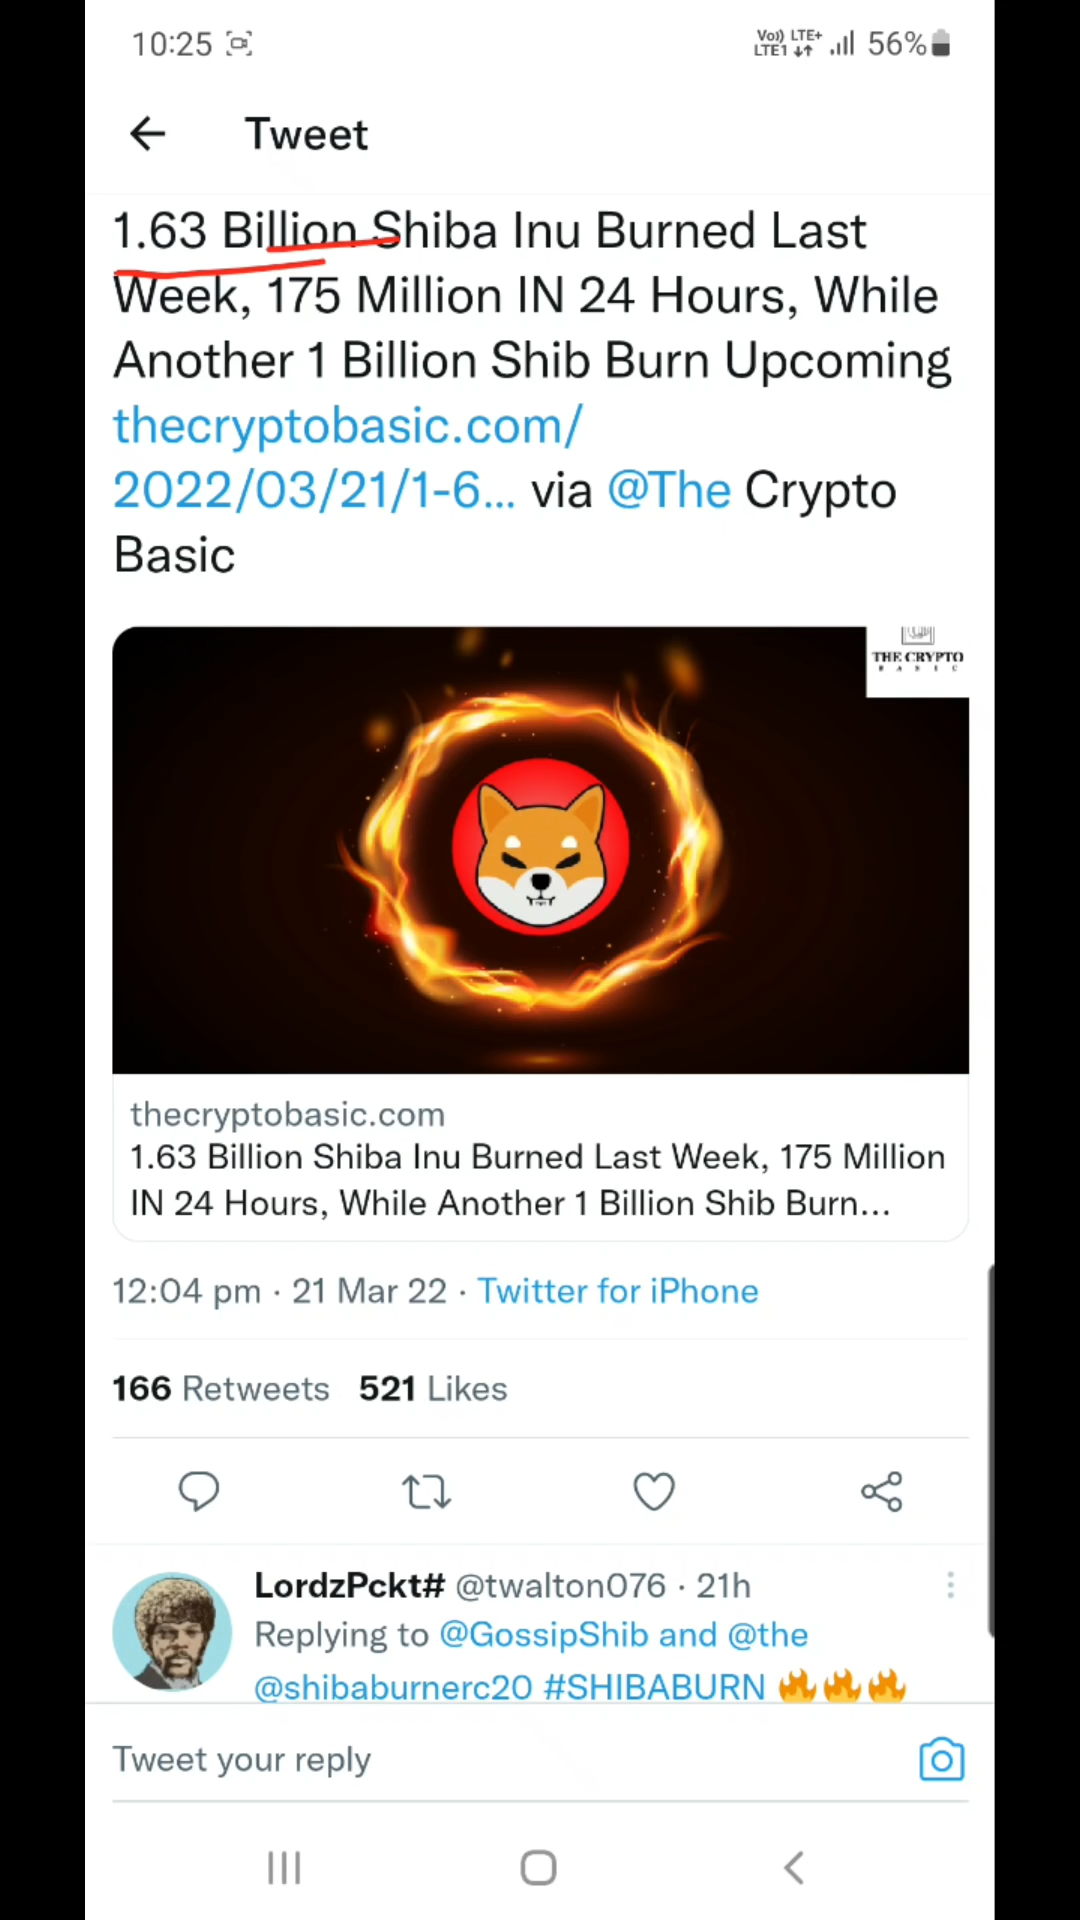 10:25
Vo)) LTE+
LTE1 56%
Tweet
1.63 Billion Shiba Inu Burned Last
Week, 175 Million IN 24 Hours, While
Another 1 Billion Shib Burn Upcoming
thecryptobasic.com/
2022/03/21/1-6... via @The Crypto
Basic
THE CRYPTO
BASIC
thecryptobasic.com
1.63 Billion Shiba Inu Burned Last Week, 175 Million
IN 24 Hours, While Another 1 Billion Shib Burn...
12:04 pm · 21 Mar 22 · Twitter for iPhone
166 Retweets 521 Likes
LordzPckt# @twalton076 · 21h
Replying to @GossipShib and @the
@shibaburnerc20 #SHIBABURN 🔥🔥🔥
Tweet your reply